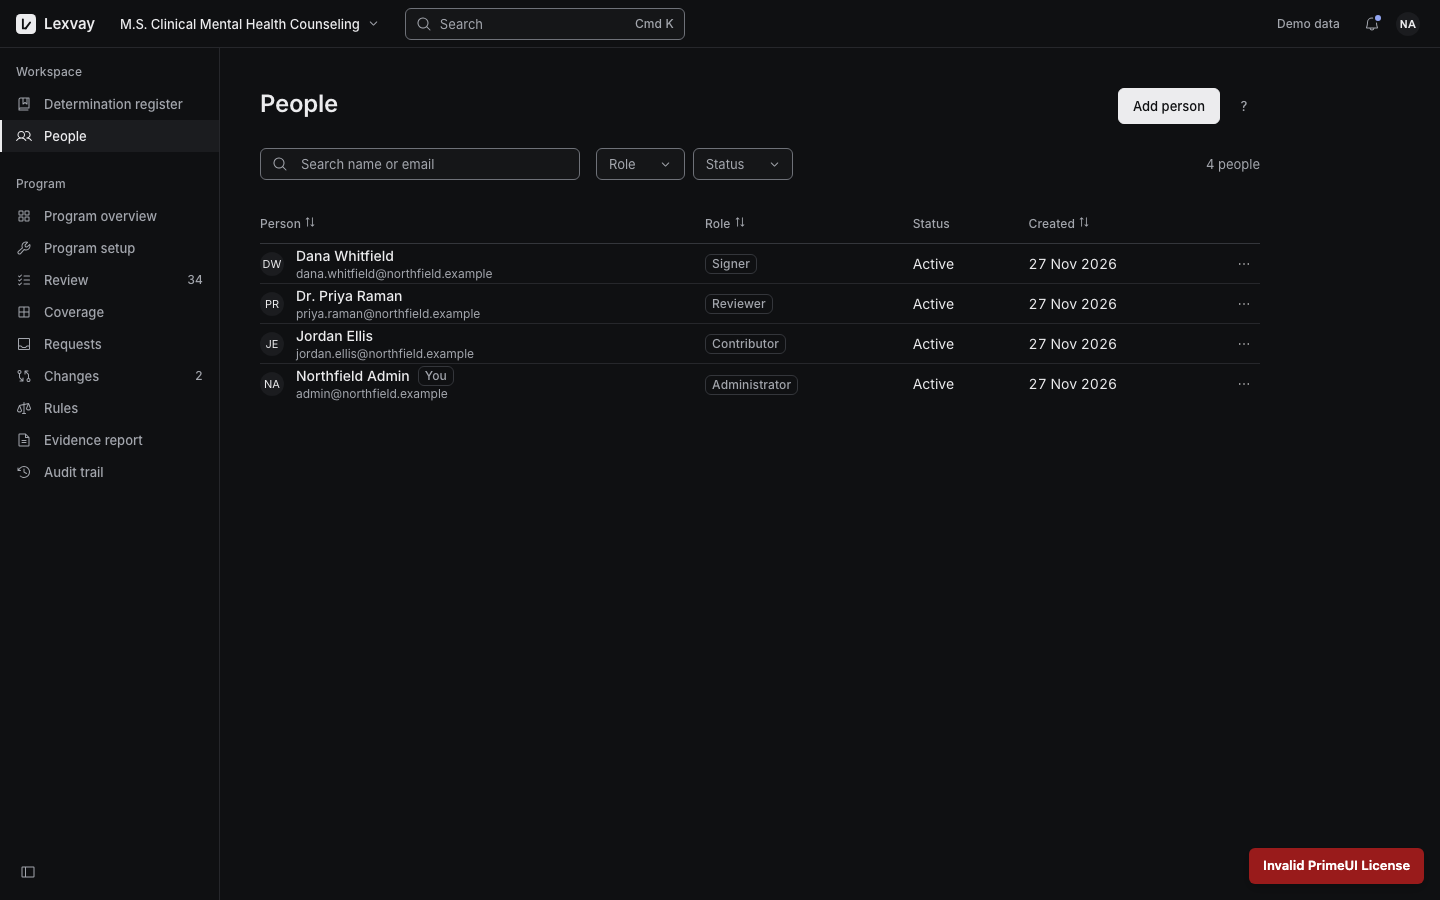 Lexvay
M.S. Clinical Mental Health Counseling
Search
Cmd K
Demo data
NA
Workspace
Determination register
People
Program
Program overview
Program setup
Review 34
Coverage
Requests
Changes 2
Rules
Evidence report
Audit trail
People
Add person
?
Search name or email
Role
Status
4 people
Person Role Status Created
DW Dana Whitfield Signer Active 27 Nov 2026 ...
dana.whitfield@northfield.example
PR Dr. Priya Raman Reviewer Active 27 Nov 2026 ...
priya.raman@northfield.example
JE Jordan Ellis Contributor Active 27 Nov 2026 ...
jordan.ellis@northfield.example
NA Northfield Admin You Administrator Active 27 Nov 2026 ...
admin@northfield.example
Invalid PrimeUI License